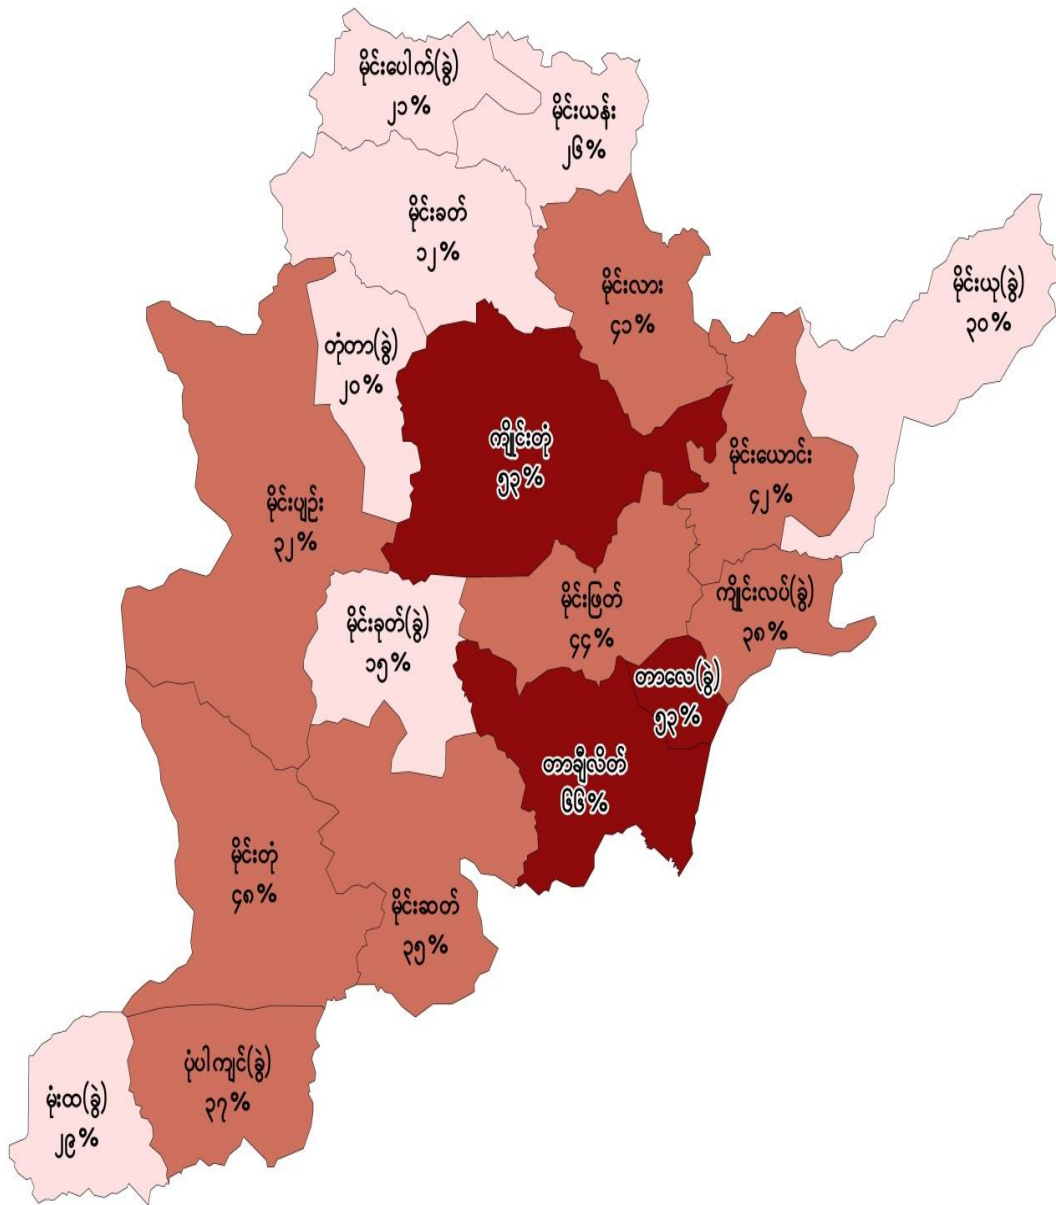 မိုင်းပေါက်(ခွဲ)
၂၁%
မိုင်းယန်း
၂၆%
မိုင်းခတ်
၁၂%
မိုင်းလား
၄၁%
မိုင်းယု(ခွဲ)
၃၀%
တုံတာ(ခွဲ)
၂၀%
ကျိုင်းတုံ
၅၃%
မိုင်းယောင်း
၄၂%
မိုင်းပျဉ်း
၃၂%
မိုင်းဖြတ်
၄၄%
ကျိုင်းလပ်(ခွဲ)
၃၈%
မိုင်းခုတ်(ခွဲ)
၁၅%
တာလေ(ခွဲ)
၅၃%
တာချီလိတ်
၆၆%
မိုင်းတုံ
၄၈%
မိုင်းဆတ်
၃၅%
ပုံပါကျင်(ခွဲ)
၃၇%
မုံးထ(ခွဲ)
၂၉%